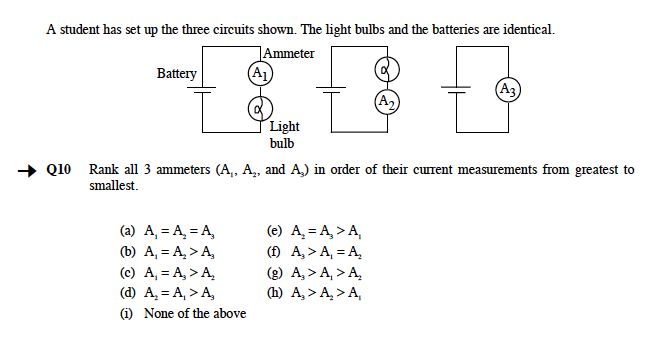 A student has set up the three circuits shown. The light bulbs and the batteries are identical.
Ammeter
Battery
A₁
A₂
A₃
Light
bulb
→ Q10 Rank all 3 ammeters (A₁, A₂, and A₃) in order of their current measurements from greatest to
smallest.
(a) A₁ = A₂ = A₃
(e) A₂ = A₃ > A₁
(b) A₁ = A₂ > A₃
(f) A₃ > A₁ = A₂
(c) A₁ = A₃ > A₂
(g) A₃ > A₁ > A₂
(d) A₂ = A₁ > A₃
(h) A₃ > A₂ > A₁
(i) None of the above